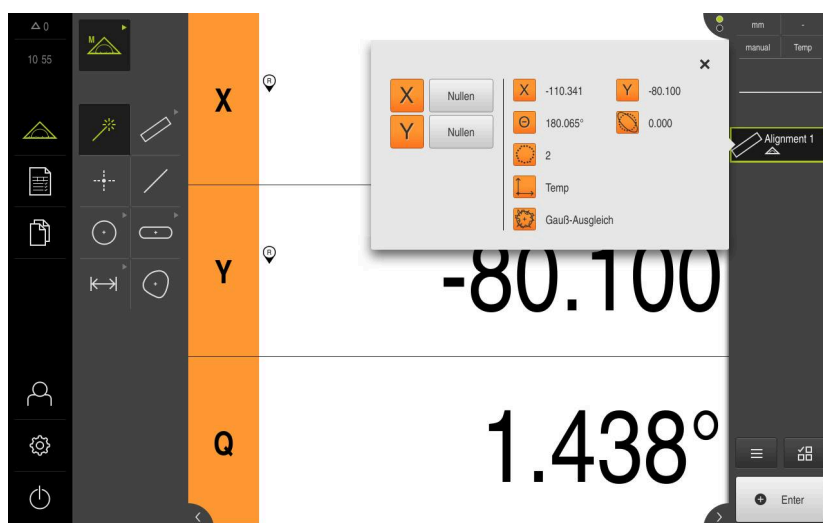 0
10 55
M
X
R
X
Nullen
Y
Nullen
X
-110.341
Y
-80.100
Θ
180.065°
0.000
2
Temp
Gauß-Ausgleich
Y
R
-80.100
Q
1.438°
mm
-
manual
Temp
Alignment 1
Enter